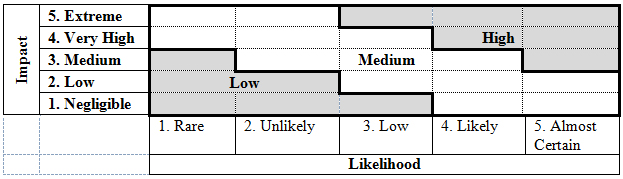 Impact
5. Extreme
4. Very High
High
3. Medium
Medium
2. Low
Low
1. Negligible
1. Rare
2. Unlikely
3. Low
4. Likely
5. Almost
Certain
Likelihood